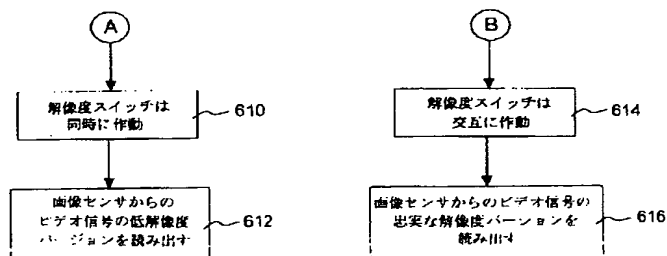 A
解像度スイッチは
同時に作動
610
画像センサからの
ビデオ信号の低解像度
バージョンを読み出す
612
B
解像度スイッチは
交互に作動
614
画像センサからのビデオ信号の
忠実な解像度バーションを
読み出す
616